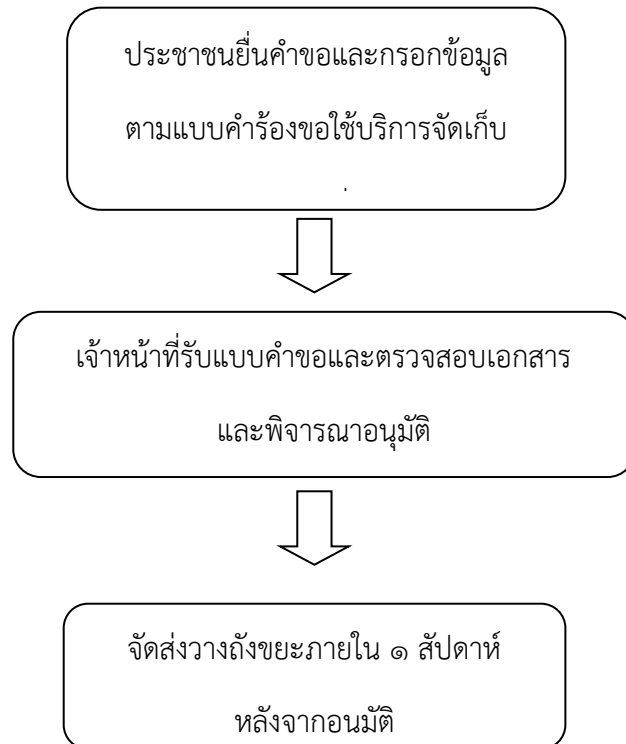 ประชาชนยื่นคำขอและกรอกข้อมูล
ตามแบบคำร้องขอใช้บริการจัดเก็บ
เจ้าหน้าที่รับแบบคำขอและตรวจสอบเอกสาร
และพิจารณาอนุมัติ
จัดส่งวางถังขยะภายใน ๑ สัปดาห์
หลังจากอนมัติ